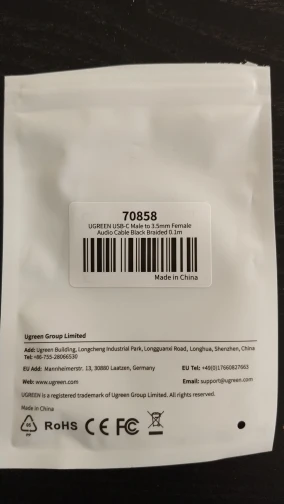 70858
UGREEN USB-C Male to 3.5mm Female
Audio Cable Black Braided 0.1m
Made in China
Ugreen Group Limited
Add: Ugreen Building, Longcheng Industrial Park, Longguanxi Road, Longhua, Shenzhen, China
Tel: +86-755-28066530
EU Add: Mannheimerstr. 13, 30880 Laatzen, Germany EU Tel: +49(0)17660827663
Web: www.ugreen.com Email: support@ugreen.com
UGREEN is a registered trademark of Ugreen Group Limited. All rights reserved.
Made in China
RoHS CE FC